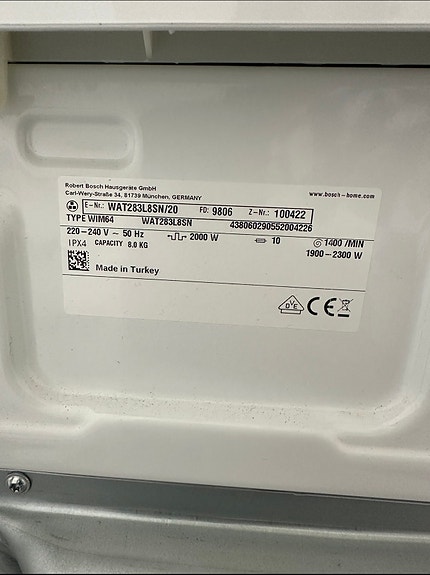 Robert Bosch Hausgeräte GmbH
Carl-Wery-Straße 34, 81739 München, GERMANY
www.bosch-home.com
E-Nr.: WAT283L8SN/20 FD: 9806 Z-Nr.: 100422
TYPE WIM64 WAT283L8SN 438060290552004226
220-240 V ~ 50 Hz 2000 W 10 1400 /MIN
IPX4 CAPACITY 8.0 KG 1900-2300 W
Made in Turkey
DVE CE